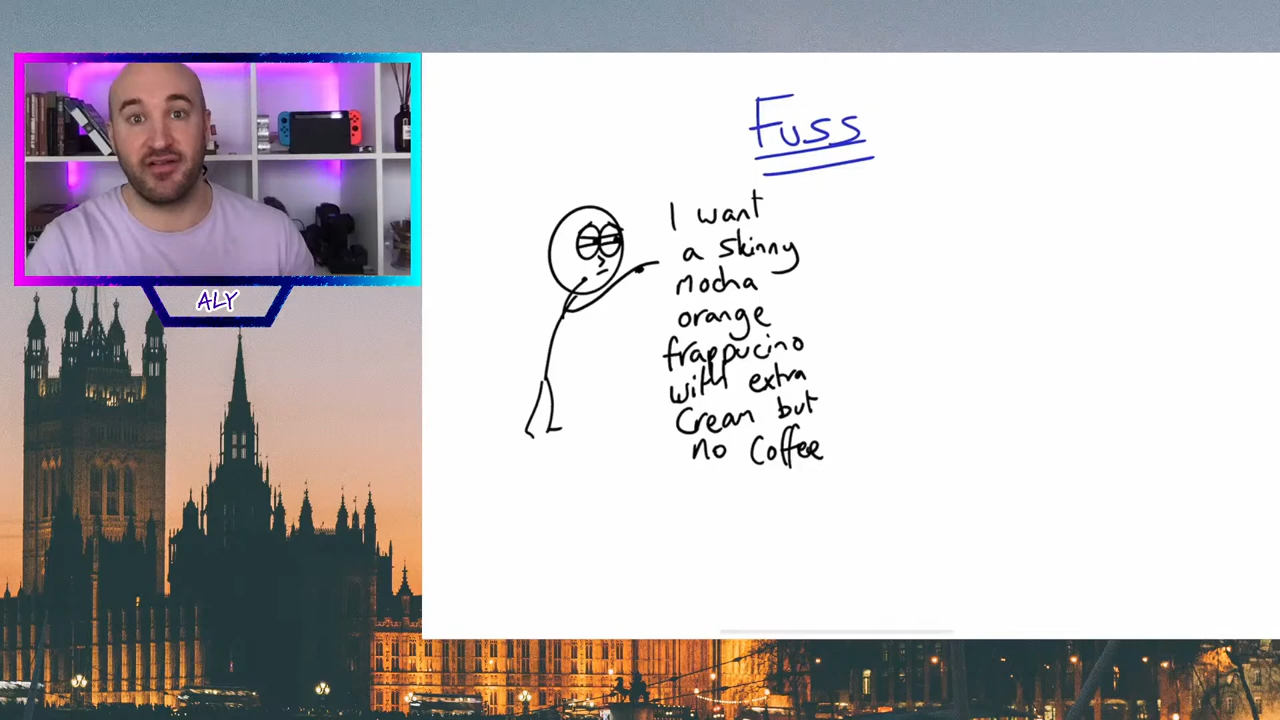 ALY
Fuss
I want
a skinny
mocha
orange
frappucino
with extra
cream but
no coffee